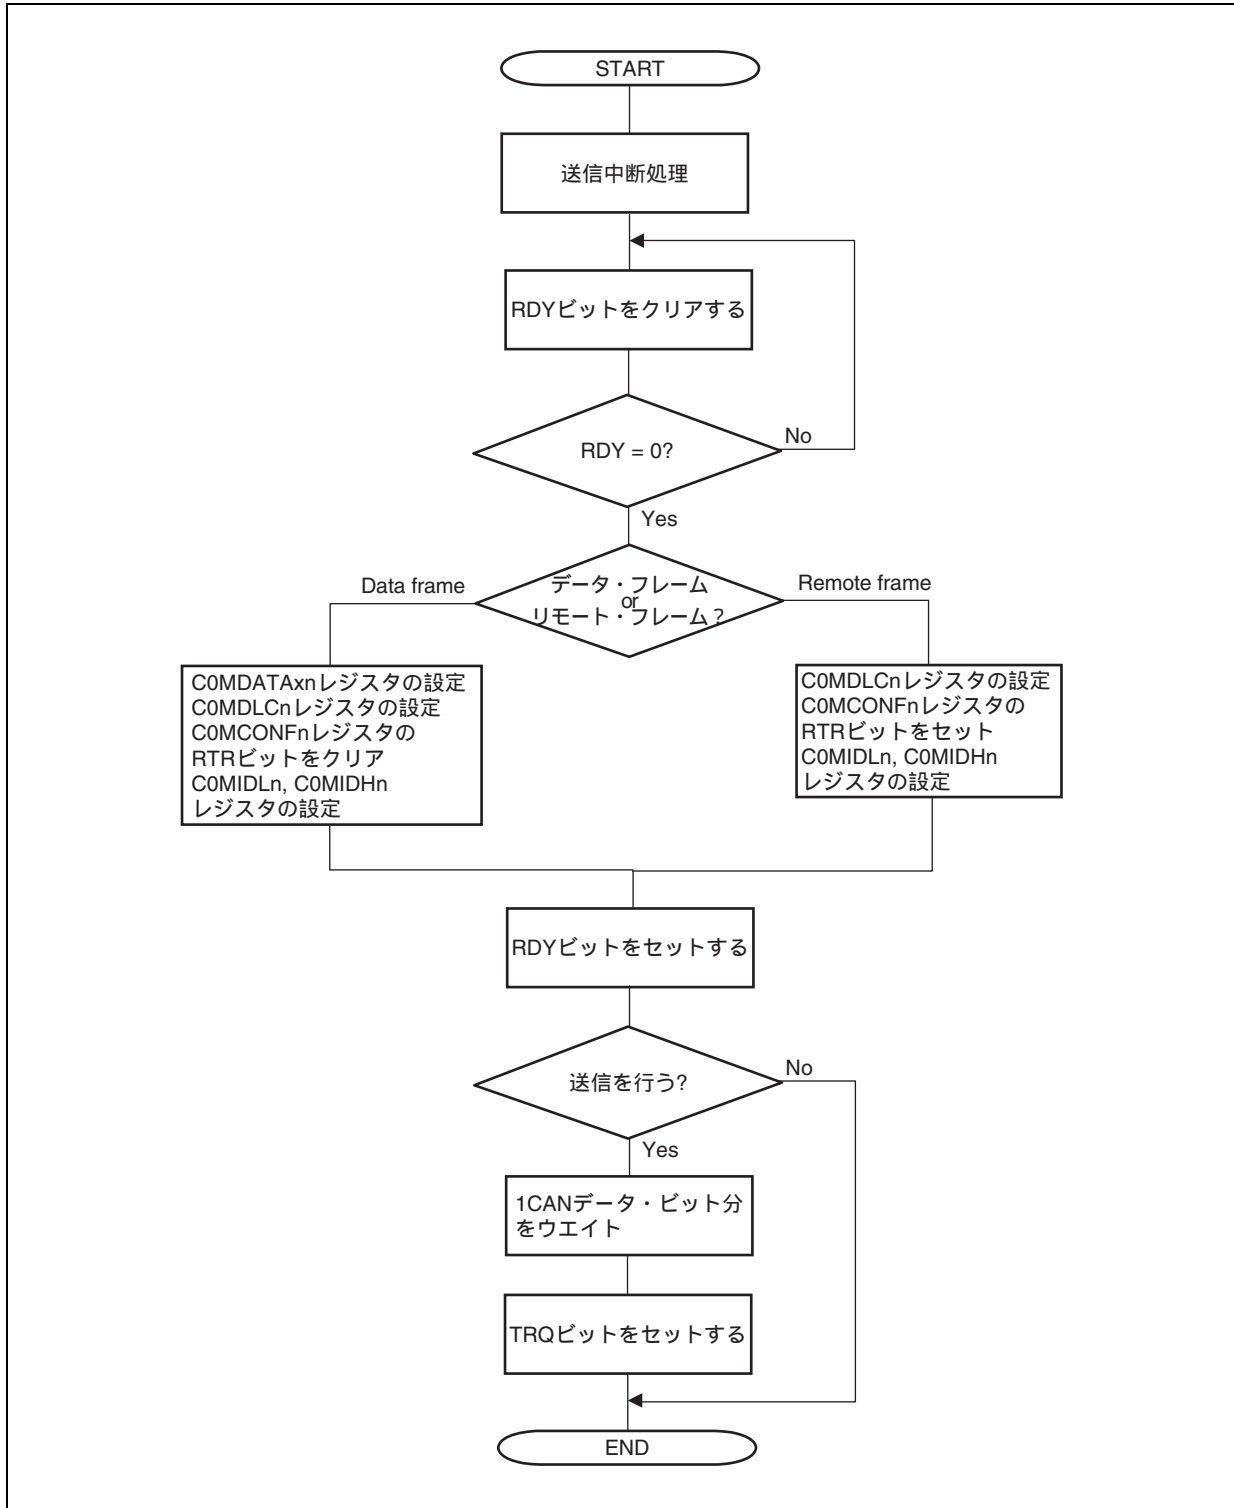 START
送信中断処理
RDYビットをクリアする
RDY = 0?
No
Yes
Data frame
データ・フレーム
or
リモート・フレーム?
Remote frame
C0MDATAxnレジスタの設定
C0MDLCnレジスタの設定
C0MCONFnレジスタの
RTRビットをクリア
C0MIDLn, C0MIDHn
レジスタの設定
C0MDLCnレジスタの設定
C0MCONFnレジスタの
RTRビットをセット
C0MIDLn, C0MIDHn
レジスタの設定
RDYビットをセットする
送信を行う?
No
Yes
1CANデータ・ビット分
をウエイト
TRQビットをセットする
END